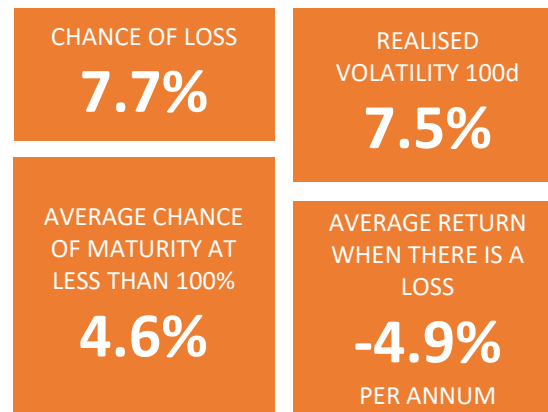 CHANCE OF LOSS
7.7%
REALISED
VOLATILITY 100d
7.5%
AVERAGE CHANCE
OF MATURITY AT
LESS THAN 100%
4.6%
AVERAGE RETURN
WHEN THERE IS A
LOSS
-4.9%
PER ANNUM